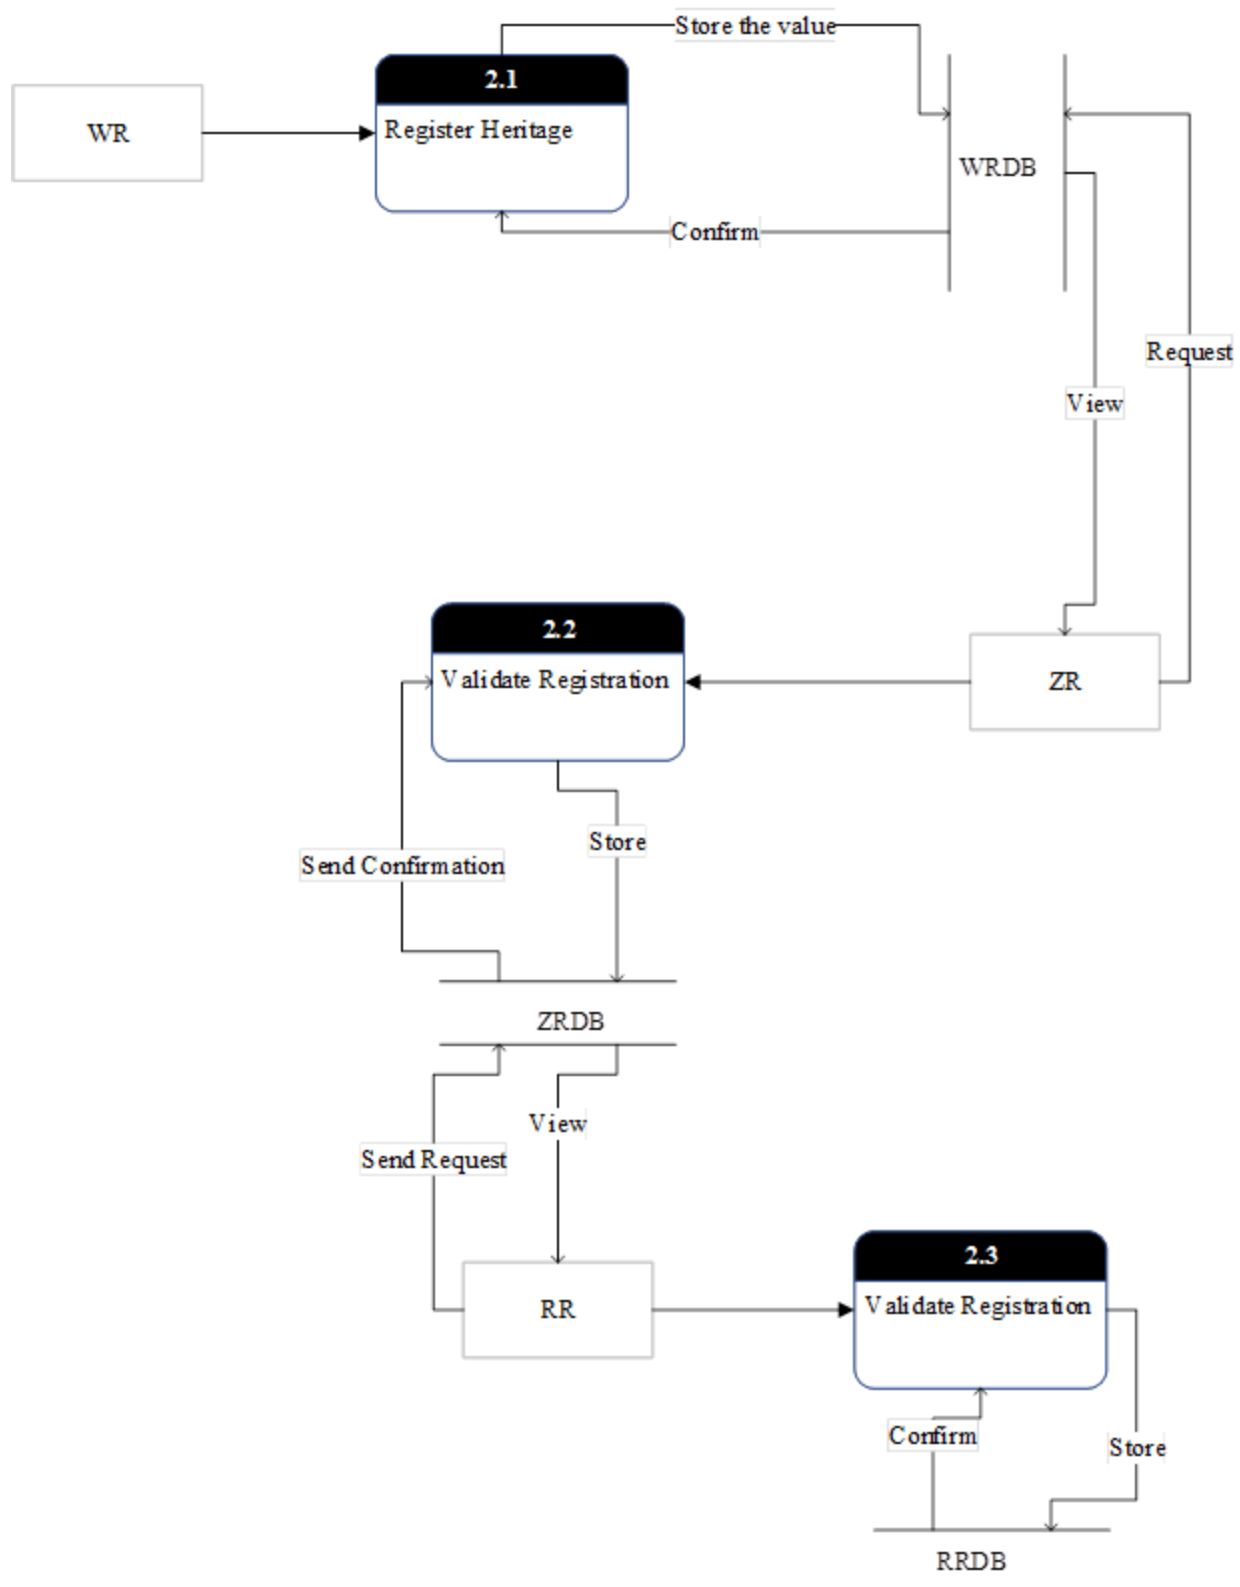 Store the value
2.1
WR
Register Heritage
WRDB
Confirm
Request
View
2.2
Validate Registration
ZR
Store
Send Confirmation
ZRDB
View
Send Request
2.3
RR
Validate Registration
Confirm
Store
RRDB